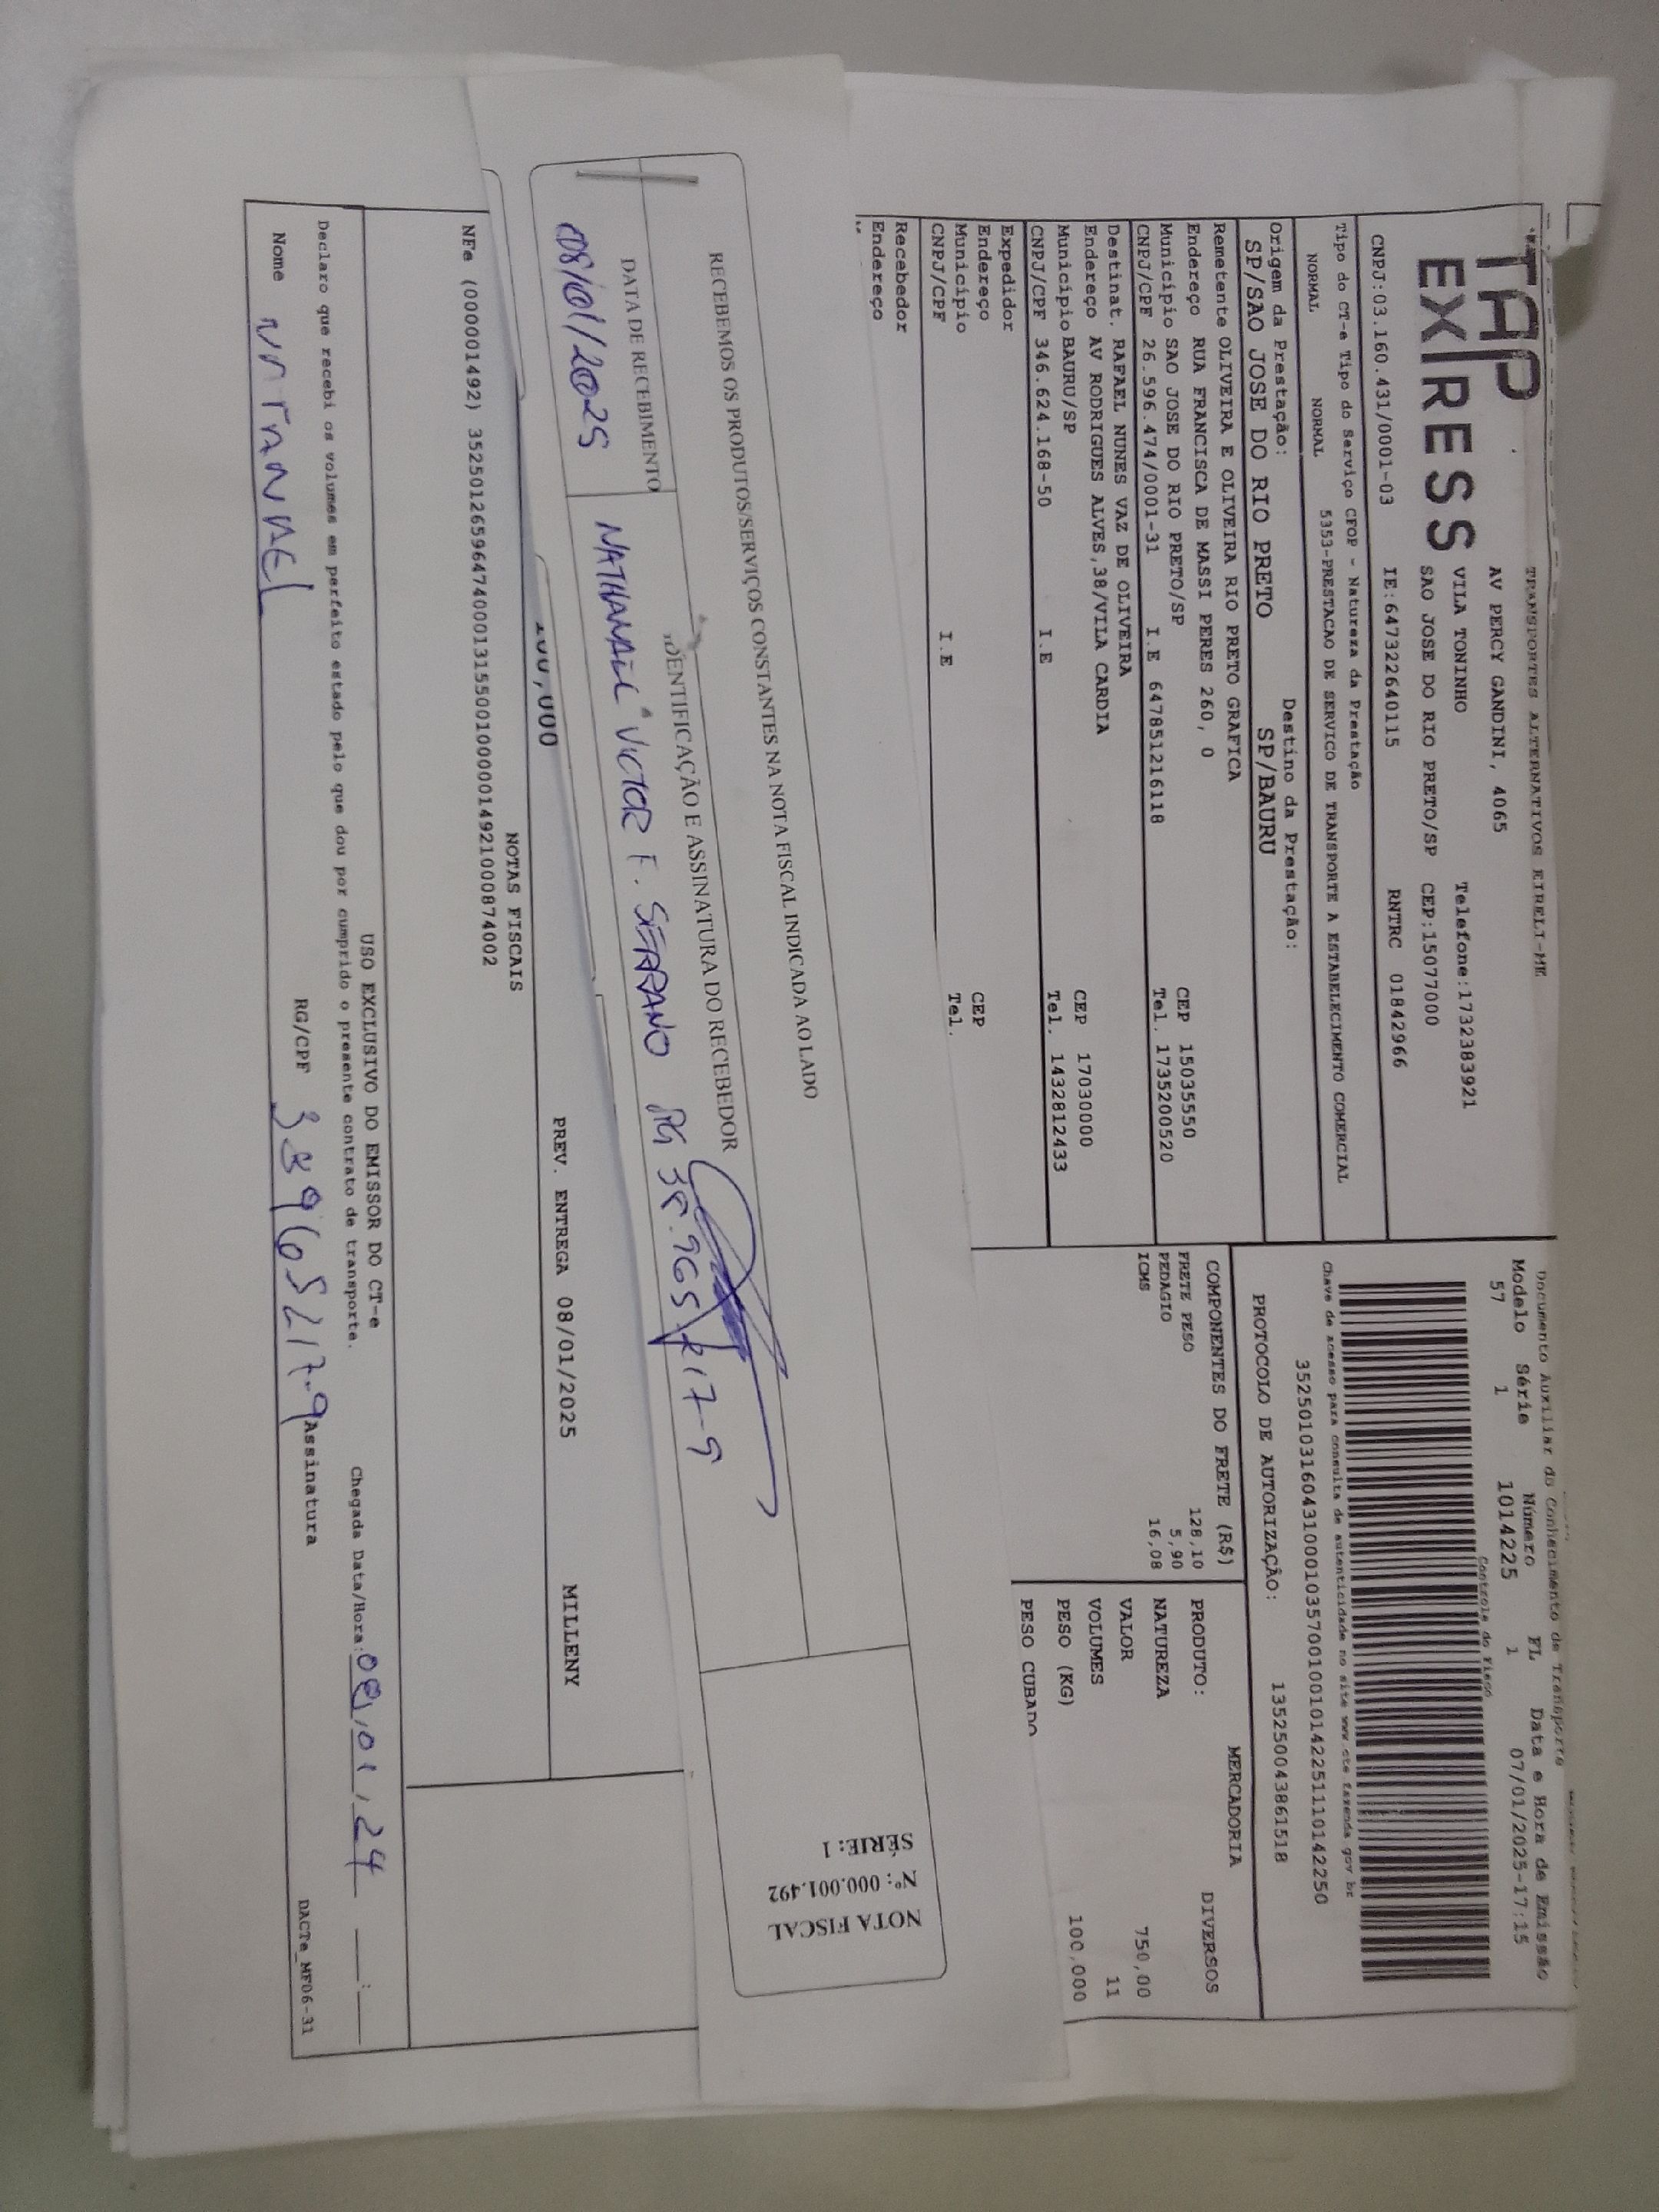 TAP
EXPRESS
TRANSPORTES ALTERNATIVOS EIRELI-ME
AV PERCY GANDINI, 4065
VILA TONINHO Telefone:1732383921
SAO JOSE DO RIO PRETO/SP CEP:15077000
CNPJ:03.160.431/0001-03 IE:647322640115 RNTRC 01842966
Tipo do CT-e Tipo do Serviço CFOP - Natureza da Prestação
NORMAL NORMAL 5353-PRESTACAO DE SERVICO DE TRANSPORTE A ESTABELECIMENTO COMERCIAL
Origem da Prestação: Destino da Prestação:
SP/SAO JOSE DO RIO PRETO SP/BAURU
Remetente OLIVEIRA E OLIVEIRA RIO PRETO GRAFICA
Endereço RUA FRANCISCA DE MASSI PERES 260, 0 CEP 15035550
Município SAO JOSE DO RIO PRETO/SP Tel. 1735200520
CNPJ/CPF 26.596.474/0001-31 I.E 647851216118
Destinat. RAFAEL NUNES VAZ DE OLIVEIRA
Endereço AV RODRIGUES ALVES,38/VILA CARDIA CEP 17030000
Município BAURU/SP Tel. 1432812433
CNPJ/CPF 346.624.168-50 I.E
Expedidor
Endereço CEP
Município Tel.
CNPJ/CPF I.E
Recebedor
Endereço
Documento Auxiliar do Conhecimento de Transporte
Modelo Série Número FL Data e Hora de Emissão
57 1 1014225 1 07/01/2025-17:15
Controle do Fisco
Chave de acesso para consulta de autenticidade no site www.cte.fazenda.gov.br
35250103160431000103570010010142251110142250
PROTOCOLO DE AUTORIZAÇÃO: 135250043861518
COMPONENTES DO FRETE (R$)
FRETE PESO 128,10
PEDAGIO 5,90
ICMS 16,08
MERCADORIA
PRODUTO: DIVERSOS
NATUREZA
VALOR 750,00
VOLUMES 11
PESO (KG) 100,000
PESO CUBADO
RECEBEMOS OS PRODUTOS/SERVIÇOS CONSTANTES NA NOTA FISCAL INDICADA AO LADO
DATA DE RECEBIMENTO IDENTIFICAÇÃO E ASSINATURA DO RECEBEDOR
08/01/2025 NATHANAEL VICTOR F. SERRANO RG 38.965.217-9
NOTA FISCAL
Nº: 000.001.492
SÉRIE: 1
100,000 PREV. ENTREGA 08/01/2025 MILLENY
NOTAS FISCAIS
NFe (000001492) 35250126596474000131550010000014921000874002
USO EXCLUSIVO DO EMISSOR DO CT-e
Declaro que recebi os volumes em perfeito estado pelo que dou por cumprido o presente contrato de transporte. Chegada Data/Hora: 08,01,24 __:__
Nome RG/CPF 38965217-9 Assinatura
DACTe_MF06-31